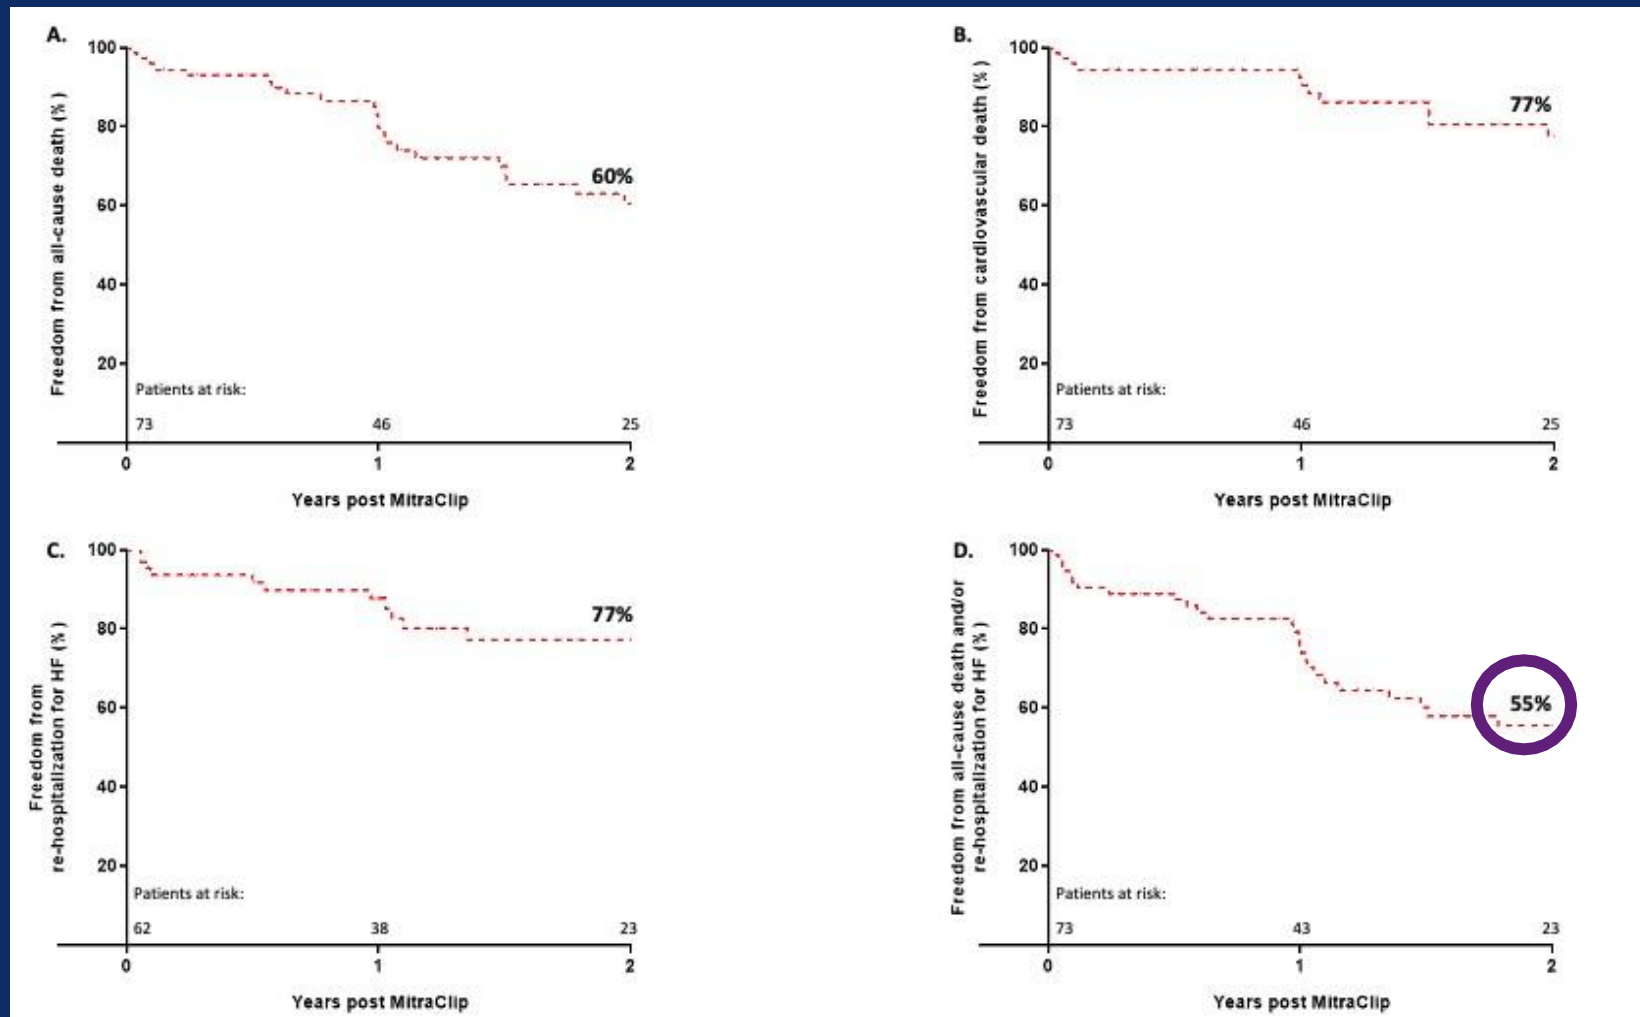 A.
Freedom from all-cause death (%)
100
80
60
40
20
60%
Patients at risk:
73 46 25
0 1 2
Years post MitraClip
B.
Freedom from cardiovascular death (%)
100
80
60
40
20
77%
Patients at risk:
73 46 25
0 1 2
Years post MitraClip
C.
Freedom from
re-hospitalization for HF (%)
100
80
60
40
20
77%
Patients at risk:
62 38 23
0 1 2
Years post MitraClip
D.
Freedom from all-cause death and/or
re-hospitalization for HF (%)
100
80
60
40
20
55%
Patients at risk:
73 43 23
0 1 2
Years post MitraClip